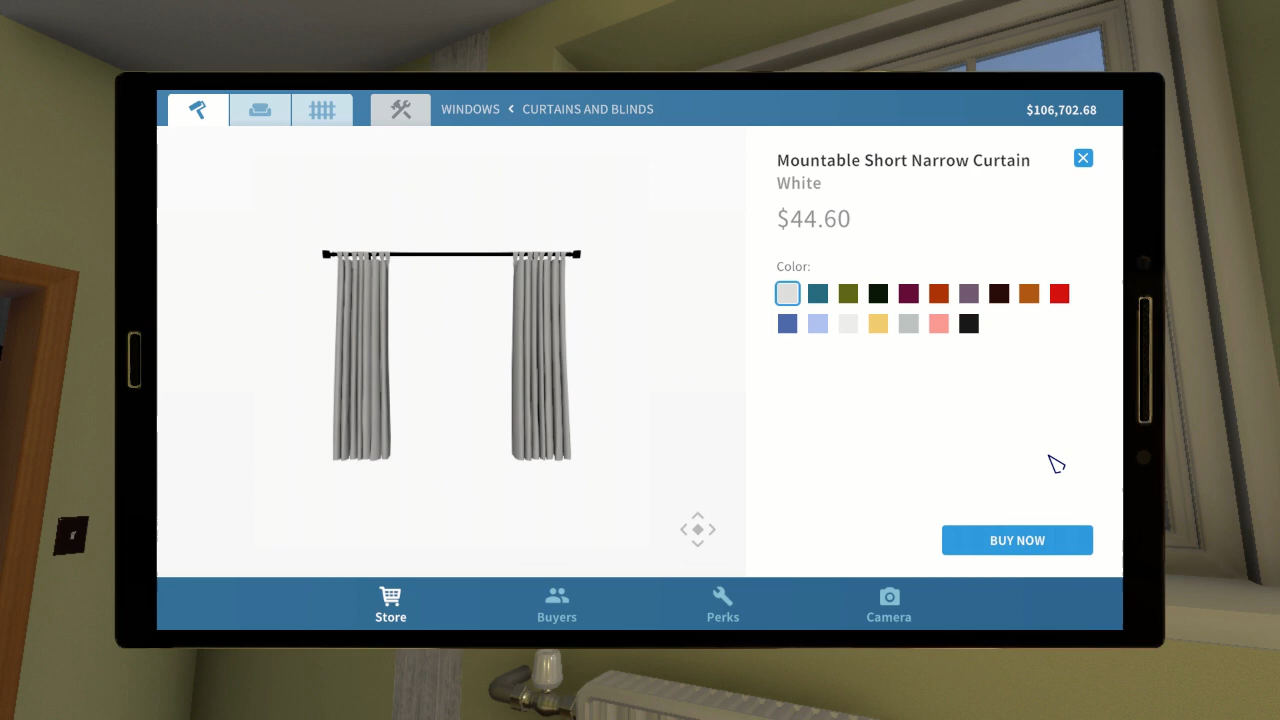 WINDOWS < CURTAINS AND BLINDS
$106,702.68
Mountable Short Narrow Curtain
White
$44.60
Color:
BUY NOW
Store
Buyers
Perks
Camera